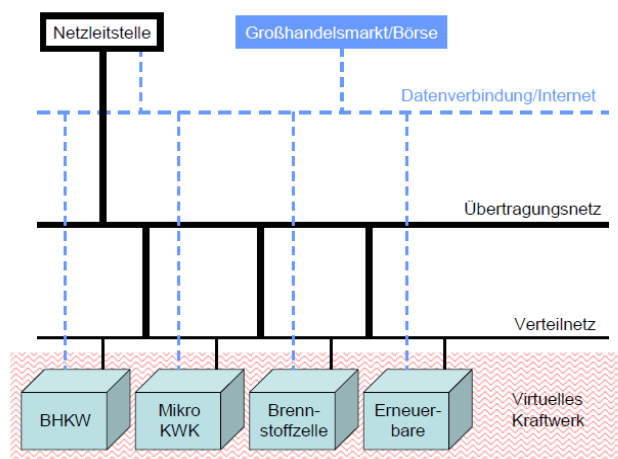 Netzleitstelle
Großhandelsmarkt/Börse
Datenverbindung/Internet
Übertragungsnetz
Verteilnetz
BHKW
Mikro
KWK
Brenn-
stoffzelle
Erneuer-
bare
Virtuelles
Kraftwerk